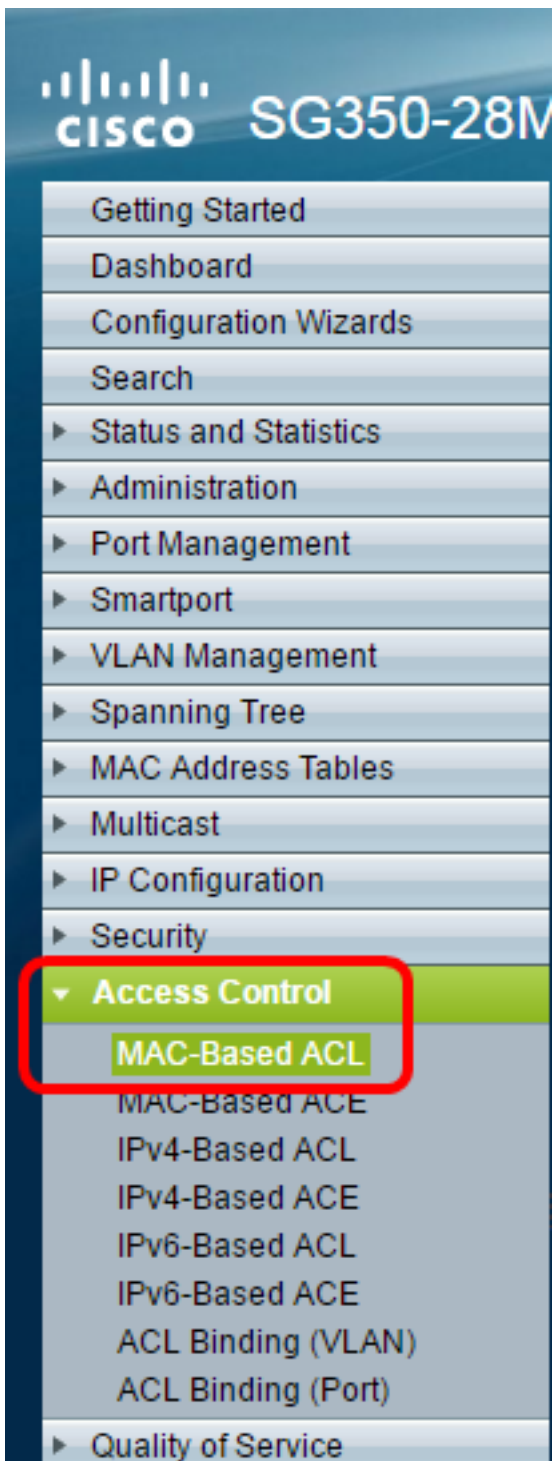 CISCO SG350-28M
Getting Started
Dashboard
Configuration Wizards
Search
Status and Statistics
Administration
Port Management
Smartport
VLAN Management
Spanning Tree
MAC Address Tables
Multicast
IP Configuration
Security
Access Control
MAC-Based ACL
MAC-Based ACE
IPv4-Based ACL
IPv4-Based ACE
IPv6-Based ACL
IPv6-Based ACE
ACL Binding (VLAN)
ACL Binding (Port)
Quality of Service